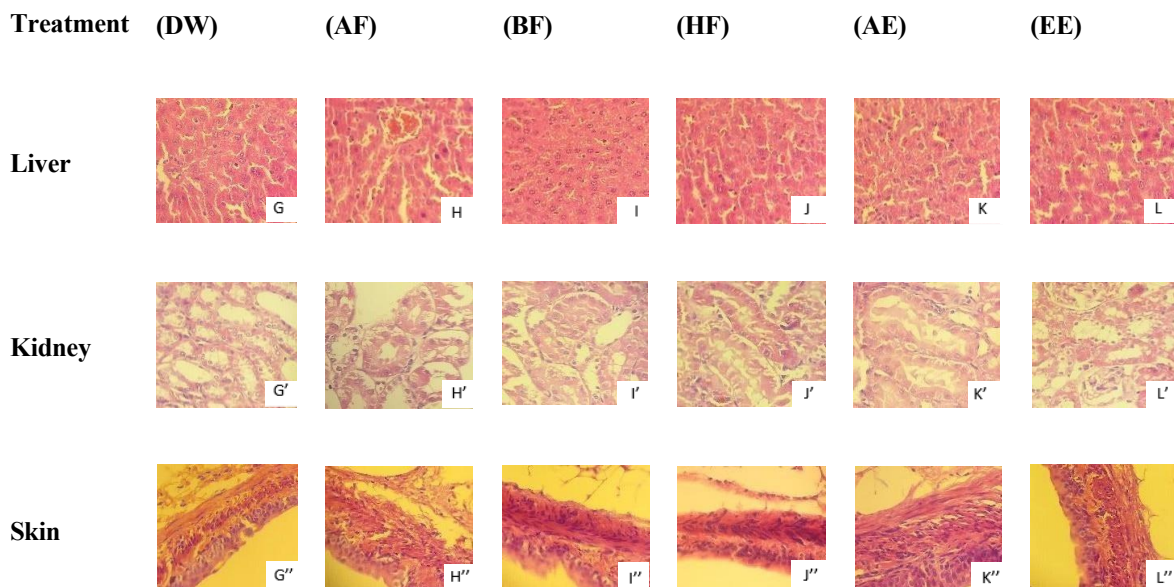 Treatment (DW) (AF) (BF) (HF) (AE) (EE)
Liver
G H I J K L
Kidney
G’ H’ I’ J’ K’ L’
Skin
G’’ H’’ I’’ J’’ K’’ L’’